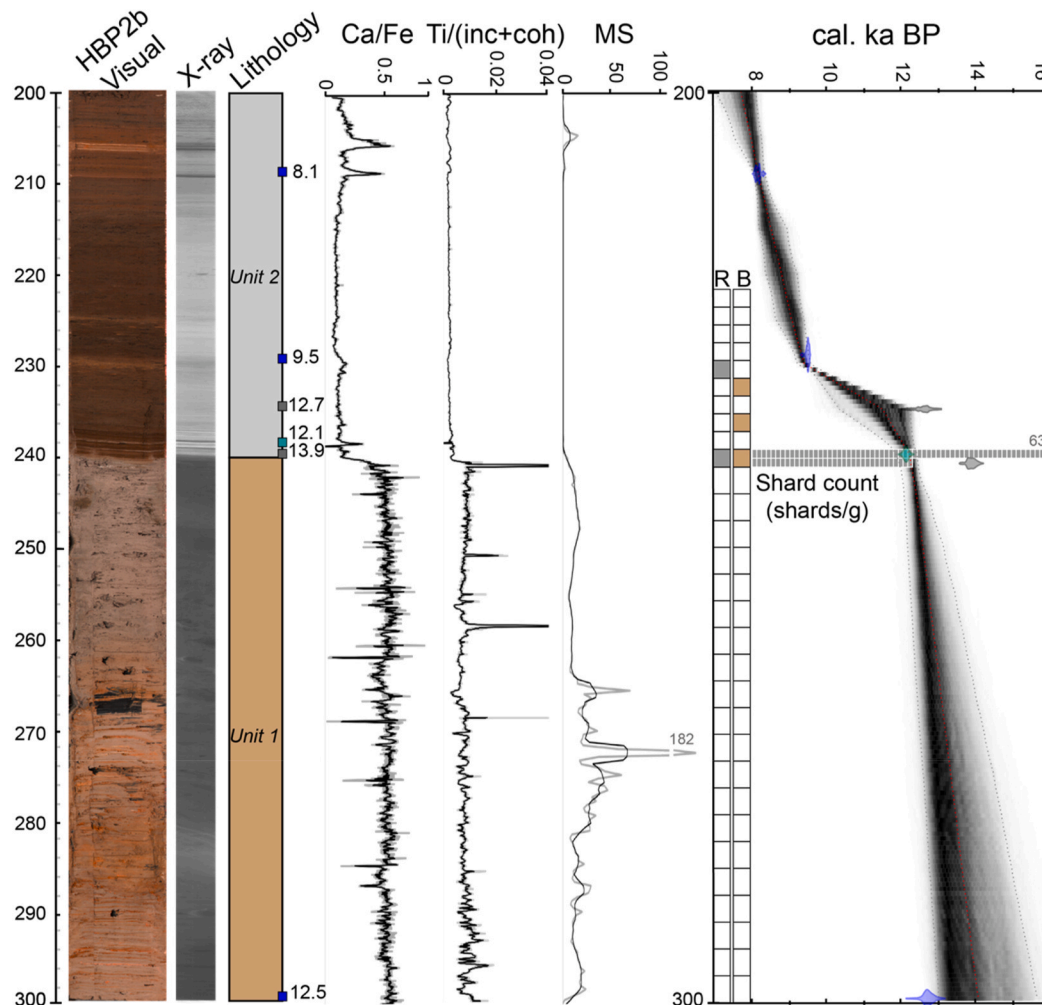 HBP2b
Visual
X-ray
Lithology
Ca/Fe
Ti/(inc+coh)
MS
cal. ka BP
0
0.5
1
0
0.02
0.04
0
50
100
8
10
12
14
16
200
210
220
230
240
250
260
270
280
290
300
Unit 2
Unit 1
8.1
9.5
12.7
12.1
13.9
12.5
182
200
300
R
B
63
Shard count
(shards/g)